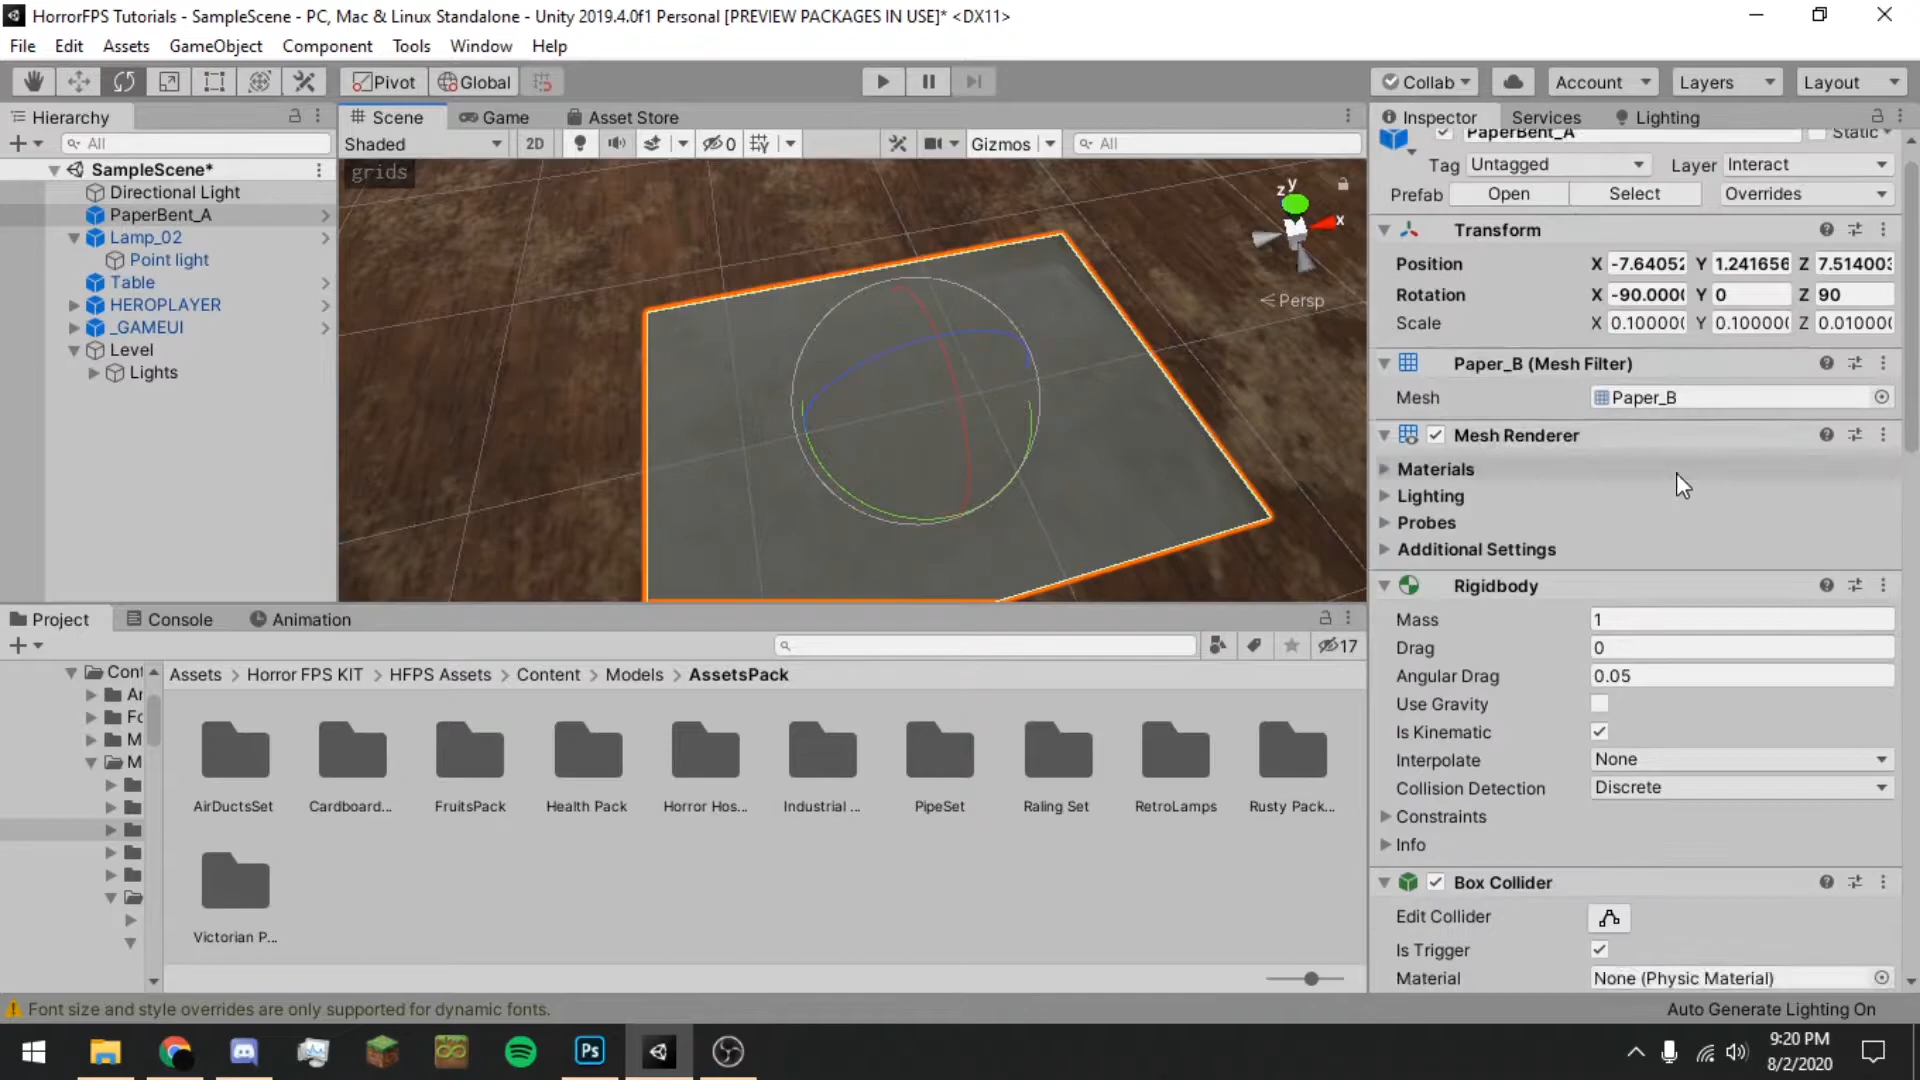 HorrorFPS Tutorials - SampleScene - PC, Mac & Linux Standalone - Unity 2019.4.0f1 Personal [PREVIEW PACKAGES IN USE]* <DX11>
File Edit Assets GameObject Component Tools Window Help
Pivot Global Collab Account Layers Layout
Hierarchy
All
SampleScene*
Directional Light
PaperBent_A
Lamp_02
Point light
Table
HEROPLAYER
_GAMEUI
Level
Lights
Scene Game Asset Store
Shaded 2D 0 Gizmos All
grids
y
z
x
Persp
Inspector Services Lighting
PaperBent_A Static
Tag Untagged Layer Interact
Prefab Open Select Overrides
Transform
Position X -7.64052 Y 1.241656 Z 7.514003
Rotation X -90.000( Y 0 Z 90
Scale X 0.10000( Y 0.10000( Z 0.01000(
Paper_B (Mesh Filter)
Mesh Paper_B
Mesh Renderer
Materials
Lighting
Probes
Additional Settings
Rigidbody
Mass 1
Drag 0
Angular Drag 0.05
Use Gravity
Is Kinematic
Interpolate None
Collision Detection Discrete
Constraints
Info
Box Collider
Edit Collider
Is Trigger
Material None (Physic Material)
Project Console Animation
17
Cont
Ar
Fc
M
M
Assets > Horror FPS KIT > HFPS Assets > Content > Models > AssetsPack
AirDuctsSet Cardboard... FruitsPack Health Pack Horror Hos... Industrial ... PipeSet Raling Set RetroLamps Rusty Pack...
Victorian P...
Font size and style overrides are only supported for dynamic fonts.
Auto Generate Lighting On
Ps
9:20 PM
8/2/2020